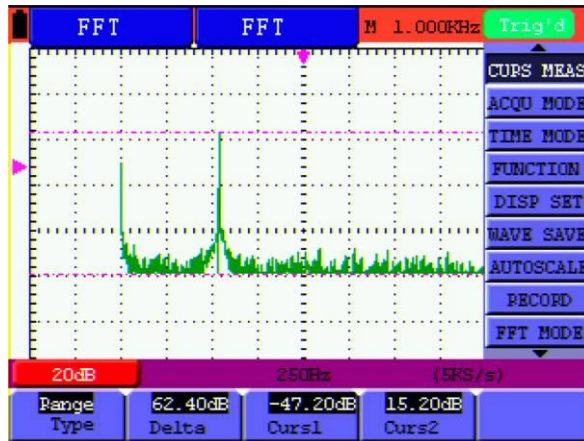 FFT FFT M 1.000KHz Trig'd
CURS MEAS
ACQU MODE
TIME MODE
FUNCTION
DISP SET
WAVE SAVE
AUTOSCALE
RECORD
FFT MODE
20dB 250Hz (5KS/s)
Range 62.40dB -47.20dB 15.20dB
Type Delta Curs1 Curs2